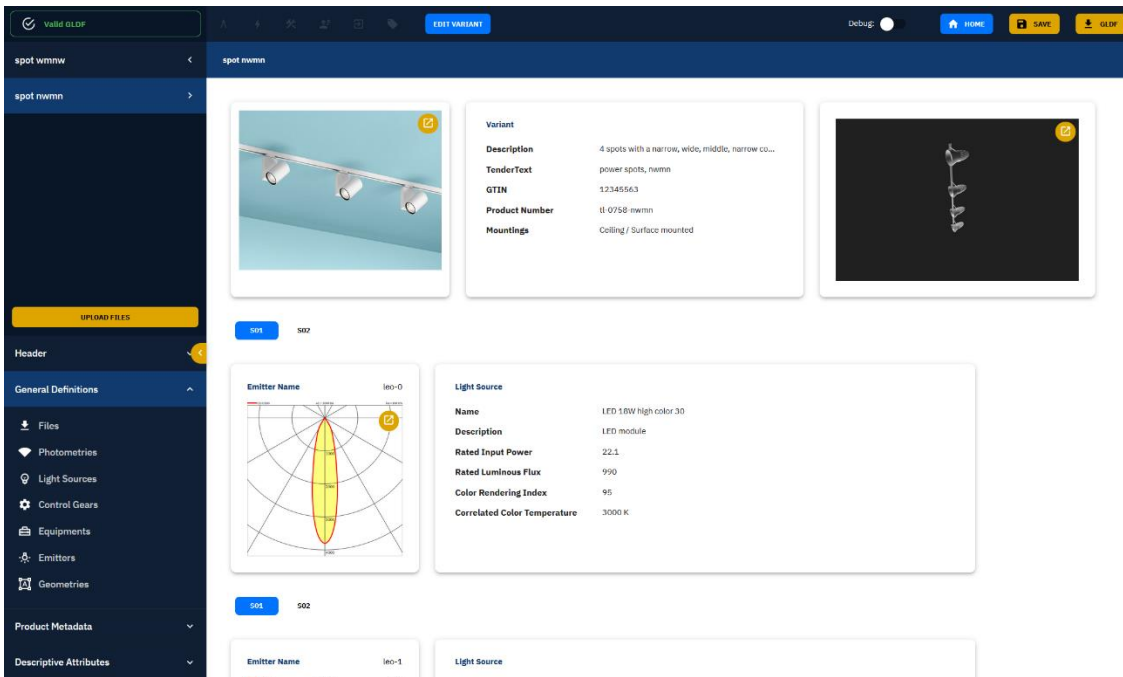 Valid GLDF
EDIT VARIANT
Debug:
HOME
SAVE
GLDF
spot wmnw
spot nwmn
spot nwmn
UPLOAD FILES
Header
General Definitions
Files
Photometries
Light Sources
Control Gears
Equipments
Emitters
Geometries
Product Metadata
Descriptive Attributes
Variant
Description 4 spots with a narrow, wide, middle, narrow co...
TenderText power spots, nwmn
GTIN 12345563
Product Number tl-0758-nwmn
Mountings Ceiling / Surface mounted
S01 S02
Emitter Name leo-0
Light Source
Name LED 18W high color 30
Description LED module
Rated Input Power 22.1
Rated Luminous Flux 990
Color Rendering Index 95
Correlated Color Temperature 3000 K
S01 S02
Emitter Name leo-1
Light Source